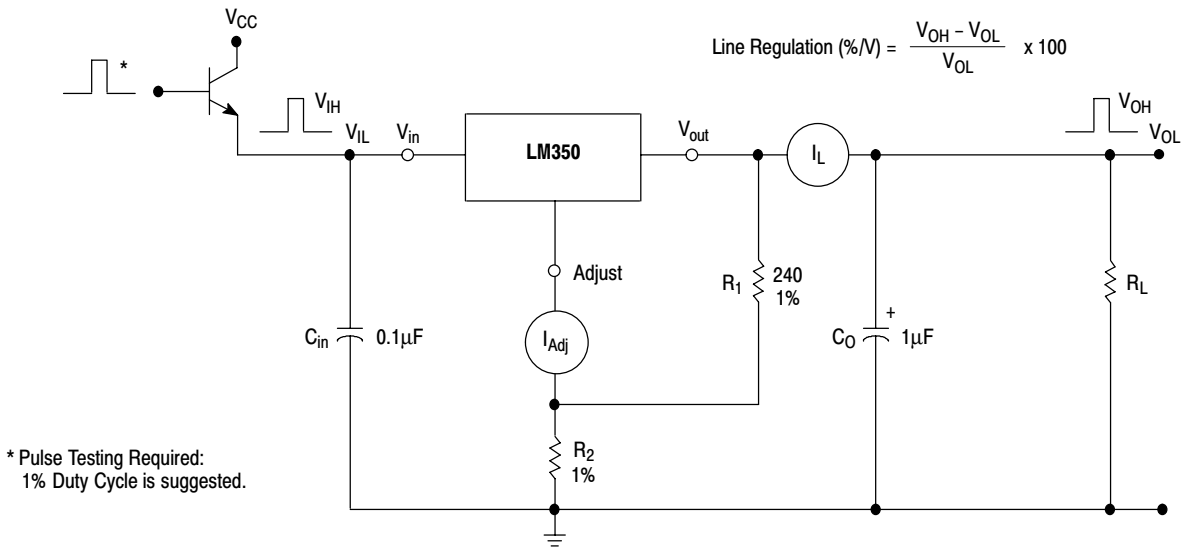 VCC
Line Regulation (%/V) = VOH – VOL / VOL x 100
*
VIH
VIL
Vin
LM350
Vout
IL
VOH
VOL
Adjust
R1
240
1%
RL
Cin
0.1μF
IAdj
+
CO
1μF
R2
1%
* Pulse Testing Required:
1% Duty Cycle is suggested.